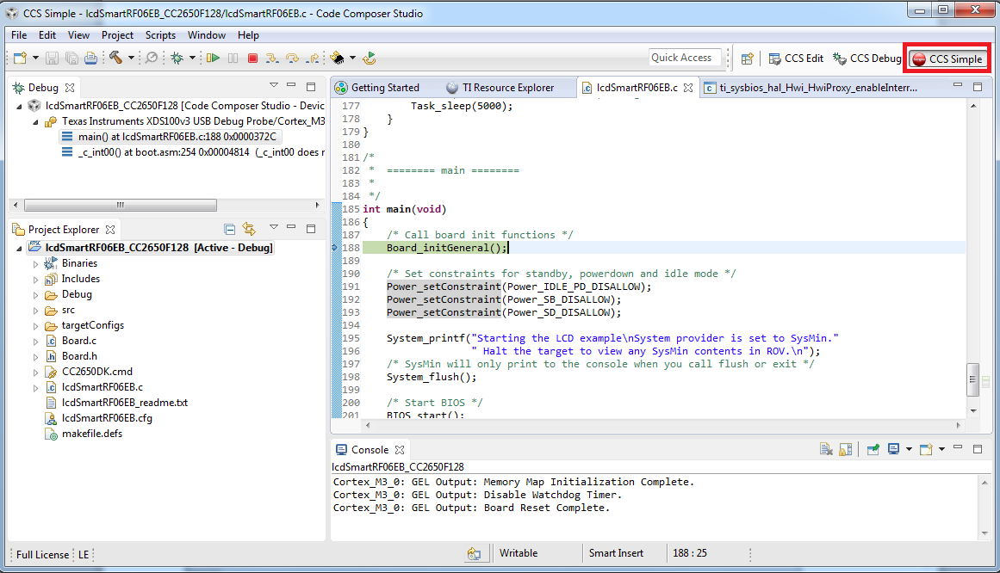 CCS Simple - lcdSmartRF06EB_CC2650F128/lcdSmartRF06EB.c - Code Composer Studio
File Edit View Project Scripts Window Help
Quick Access
CCS Edit
CCS Debug
CCS Simple
Debug
lcdSmartRF06EB_CC2650F128 [Code Composer Studio - Devic
Texas Instruments XDS100v3 USB Debug Probe/Cortex_M3
main() at lcdSmartRF06EB.c:188 0x0000372C
_c_int00() at boot.asm:254 0x00004814 (_c_int00 does n
Project Explorer
lcdSmartRF06EB_CC2650F128 [Active - Debug]
Binaries
Includes
Debug
src
targetConfigs
Board.c
Board.h
CC2650DK.cmd
lcdSmartRF06EB.c
lcdSmartRF06EB_readme.txt
lcdSmartRF06EB.cfg
makefile.defs
Getting Started
TI Resource Explorer
lcdSmartRF06EB.c
ti_sysbios_hal_Hwi_HwiProxy_enableInterr...
177 Task_sleep(5000);
178 }
179 }
180
181 /*
182 * ======== main ========
183 *
184 */
185 int main(void)
186 {
187 /* Call board init functions */
188 Board_initGeneral();
189
190 /* Set constraints for standby, powerdown and idle mode */
191 Power_setConstraint(Power_IDLE_PD_DISALLOW);
192 Power_setConstraint(Power_SB_DISALLOW);
193 Power_setConstraint(Power_SD_DISALLOW);
194
195 System_printf("Starting the LCD example\nSystem provider is set to SysMin."
196 " Halt the target to view any SysMin contents in ROV.\n");
197 /* SysMin will only print to the console when you call flush or exit */
198 System_flush();
199
200 /* Start BIOS */
201 BIOS_start();
Console
lcdSmartRF06EB_CC2650F128
Cortex_M3_0: GEL Output: Memory Map Initialization Complete.
Cortex_M3_0: GEL Output: Disable Watchdog Timer.
Cortex_M3_0: GEL Output: Board Reset Complete.
Full License LE
Writable
Smart Insert
188 : 25